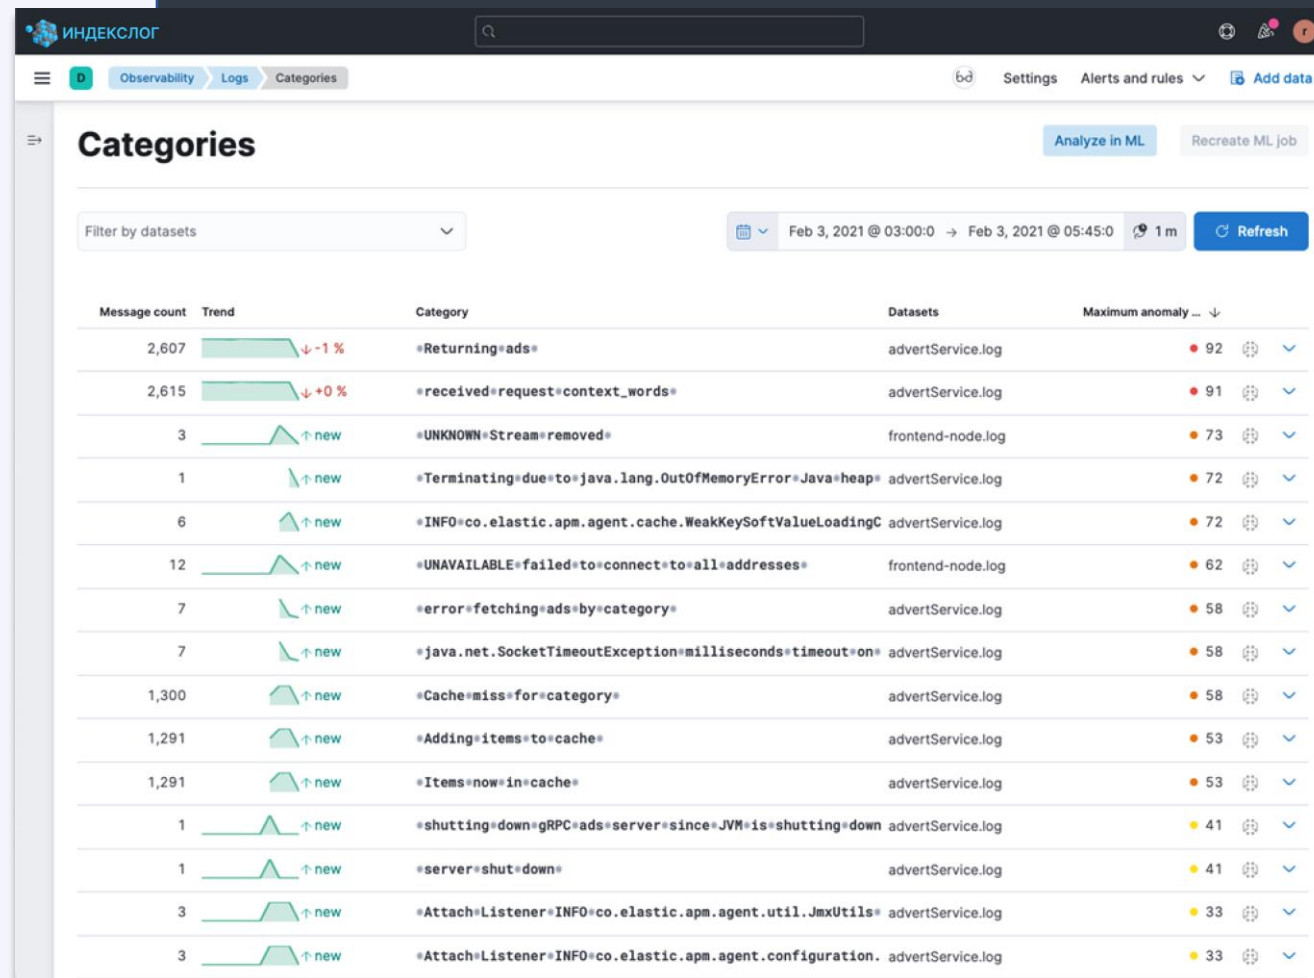 ИНДЕКСЛОГ
r
D Observability Logs Categories Settings Alerts and rules Add data
Categories
Analyze in ML Recreate ML job
Filter by datasets Feb 3, 2021 @ 03:00:0 → Feb 3, 2021 @ 05:45:0 1 m Refresh
Message count Trend Category Datasets Maximum anomaly ... ↓
2,607 ↓ -1 % *Returning*ads* advertService.log 92
2,615 ↓ +0 % *received*request*context_words* advertService.log 91
3 ↑ new *UNKNOWN*Stream*removed* frontend-node.log 73
1 ↑ new *Terminating*due*to*java.lang.OutOfMemoryError*Java*heap* advertService.log 72
6 ↑ new *INFO*co.elastic.apm.agent.cache.WeakKeySoftValueLoadingC advertService.log 72
12 ↑ new *UNAVAILABLE*failed*to*connect*to*all*addresses* frontend-node.log 62
7 ↑ new *error*fetching*ads*by*category* advertService.log 58
7 ↑ new *java.net.SocketTimeoutException*milliseconds*timeout*on* advertService.log 58
1,300 ↑ new *Cache*miss*for*category* advertService.log 58
1,291 ↑ new *Adding*items*to*cache* advertService.log 53
1,291 ↑ new *Items*now*in*cache* advertService.log 53
1 ↑ new *shutting*down*gRPC*ads*server*since*JVM*is*shutting*down advertService.log 41
1 ↑ new *server*shut*down* advertService.log 41
3 ↑ new *Attach*Listener*INFO*co.elastic.apm.agent.util.JmxUtils* advertService.log 33
3 ↑ new *Attach*Listener*INFO*co.elastic.apm.agent.configuration. advertService.log 33